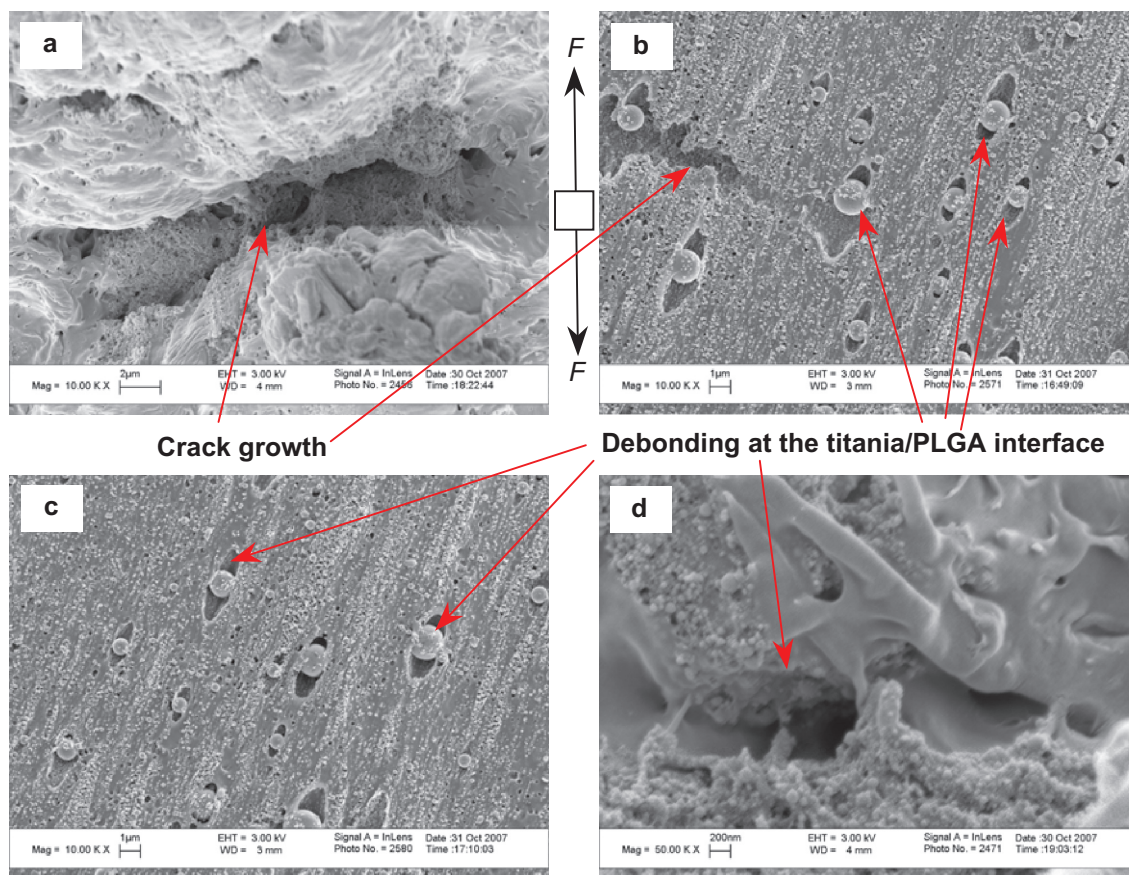 a
F
F
b
2µm
Mag = 10.00 K X
EHT = 3.00 kV
WD = 4 mm
Signal A = InLens
Photo No. = 2456
Date :30 Oct 2007
Time :18:22:44
1µm
Mag = 10.00 K X
EHT = 3.00 kV
WD = 3 mm
Signal A = InLens
Photo No. = 2571
Date :31 Oct 2007
Time :16:49:09
Crack growth
Debonding at the titania/PLGA interface
c
d
1µm
Mag = 10.00 K X
EHT = 3.00 kV
WD = 3 mm
Signal A = InLens
Photo No. = 2580
Date :31 Oct 2007
Time :17:10:03
200nm
Mag = 50.00 K X
EHT = 3.00 kV
WD = 4 mm
Signal A = InLens
Photo No. = 2471
Date :30 Oct 2007
Time :19:03:12